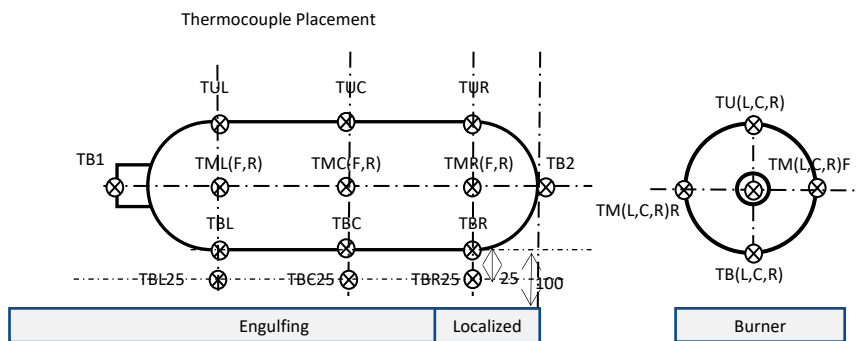 Thermocouple Placement
TUL TUC TUR
TU(L,C,R)
TB1 TML(F,R) TMC(F,R) TMR(F,R) TB2
TM(L,C,R)F
TM(L,C,R)R
TBL TBC TBR
TB(L,C,R)
TBL25 TBC25 TBR25 25 100
Engulfing Localized Burner